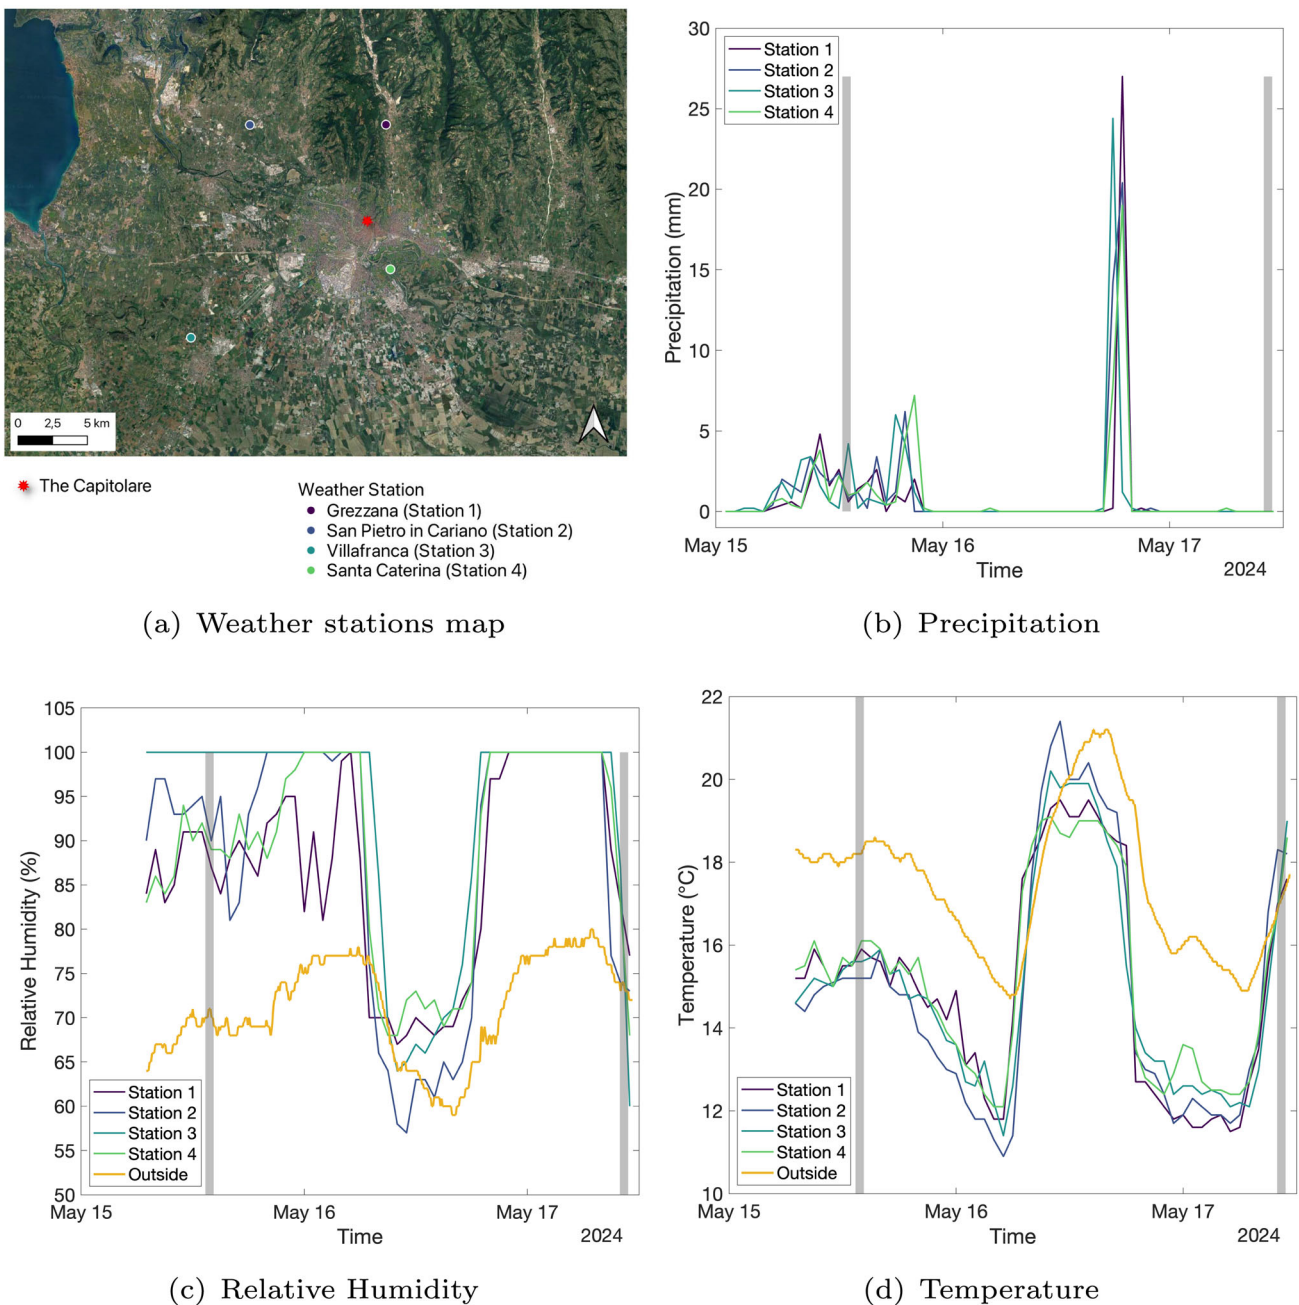 0 2,5 5 km
The Capitolare
Weather Station
Grezzana (Station 1)
San Pietro in Cariano (Station 2)
Villafranca (Station 3)
Santa Caterina (Station 4)
(a) Weather stations map
30
25
20
15
10
5
0
Precipitation (mm)
Station 1
Station 2
Station 3
Station 4
May 15
May 16
May 17
Time
2024
(b) Precipitation
105
100
95
90
85
80
75
70
65
60
55
50
Relative Humidity (%)
Station 1
Station 2
Station 3
Station 4
Outside
May 15
May 16
May 17
Time
2024
(c) Relative Humidity
22
20
18
16
14
12
10
Temperature (°C)
Station 1
Station 2
Station 3
Station 4
Outside
May 15
May 16
May 17
Time
2024
(d) Temperature